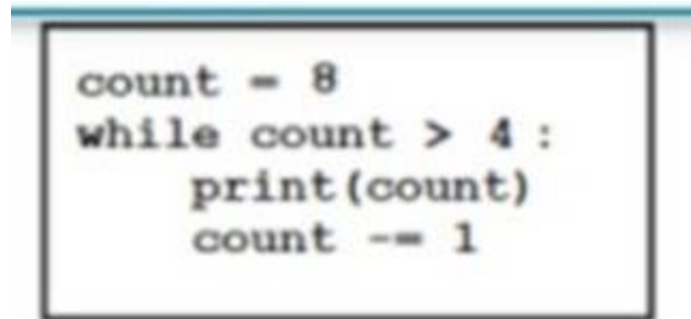 count = 8
while count > 4 :
    print(count)
    count -= 1